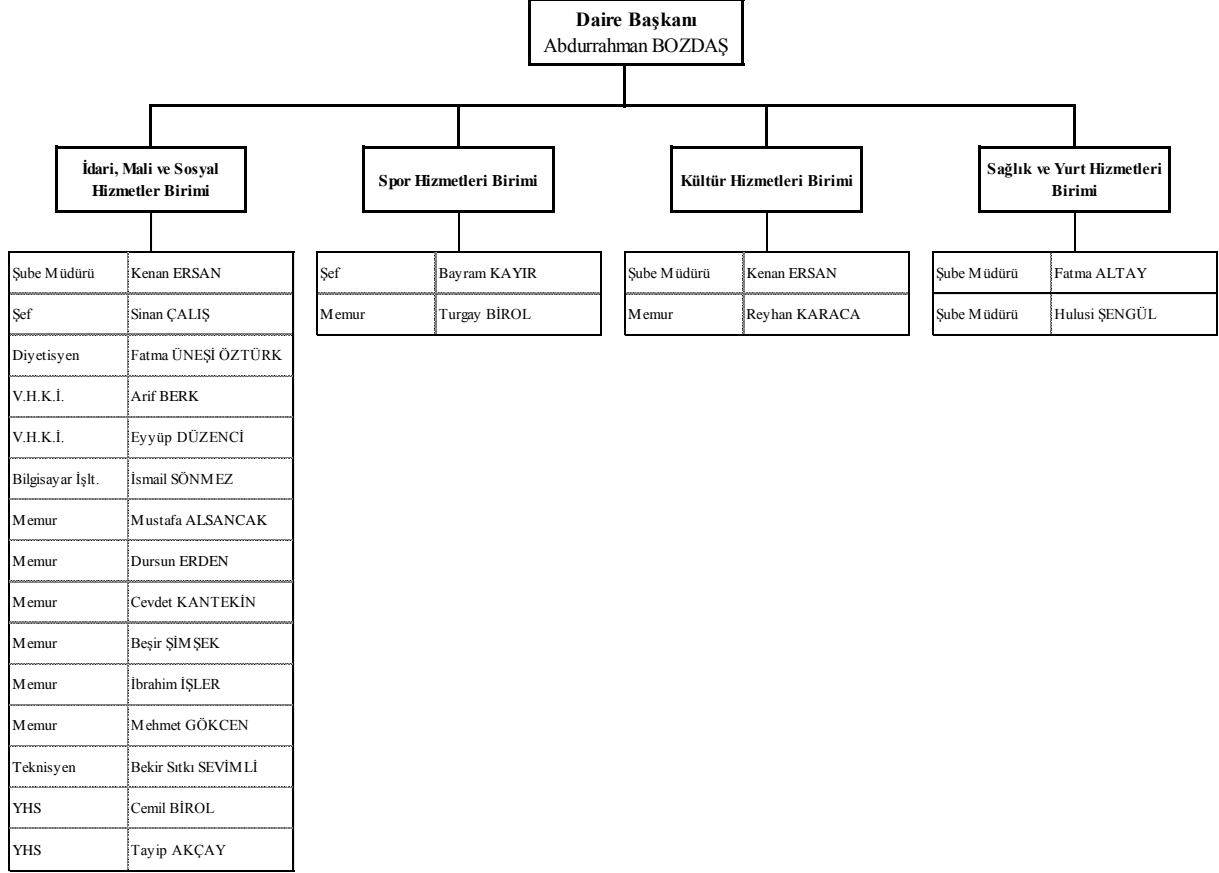 Daire Başkanı
Abdurrahman BOZDAŞ
İdari, Mali ve Sosyal
Hizmetler Birimi
Spor Hizmetleri Birimi
Kültür Hizmetleri Birimi
Sağlık ve Yurt Hizmetleri
Birimi
Şube Müdürü Kenan ERSAN
Şef Sinan ÇALIŞ
Diyetisyen Fatma ÜNEŞİ ÖZTÜRK
V.H.K.İ. Arif BERK
V.H.K.İ. Eyyüp DÜZENCİ
Bilgisayar İşlt. İsmail SÖNMEZ
Memur Mustafa ALSANCAK
Memur Dursun ERDEN
Memur Cevdet KANTEKİN
Memur Beşir ŞİMŞEK
Memur İbrahim İŞLER
Memur Mehmet GÖKCEN
Teknisyen Bekir Sıtkı SEVİMLİ
YHS Cemil BİROL
YHS Tayip AKÇAY
Şef Bayram KAYIR
Memur Turgay BİROL
Şube Müdürü Kenan ERSAN
Memur Reyhan KARACA
Şube Müdürü Fatma ALTAY
Şube Müdürü Hulusi ŞENGÜL